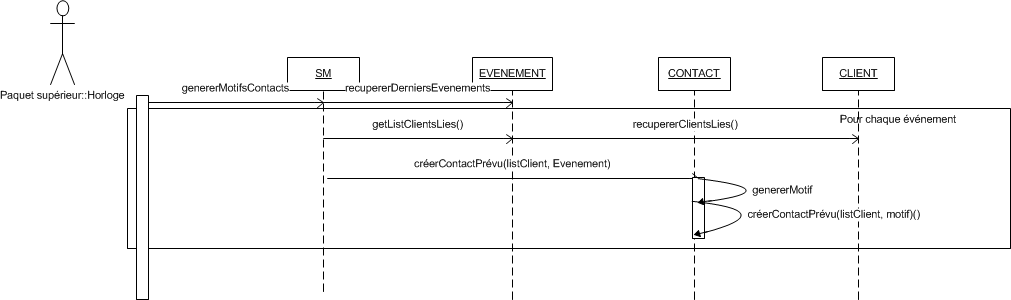 SM
EVENEMENT
CONTACT
CLIENT
Paquet supérieur::Horloge
genererMotifsContacts
recupererDerniersEvenements
Pour chaque événement
getListClientsLies()
recupererClientsLies()
créerContactPrévu(listClient, Evenement)
genererMotif
créerContactPrévu(listClient, motif)()